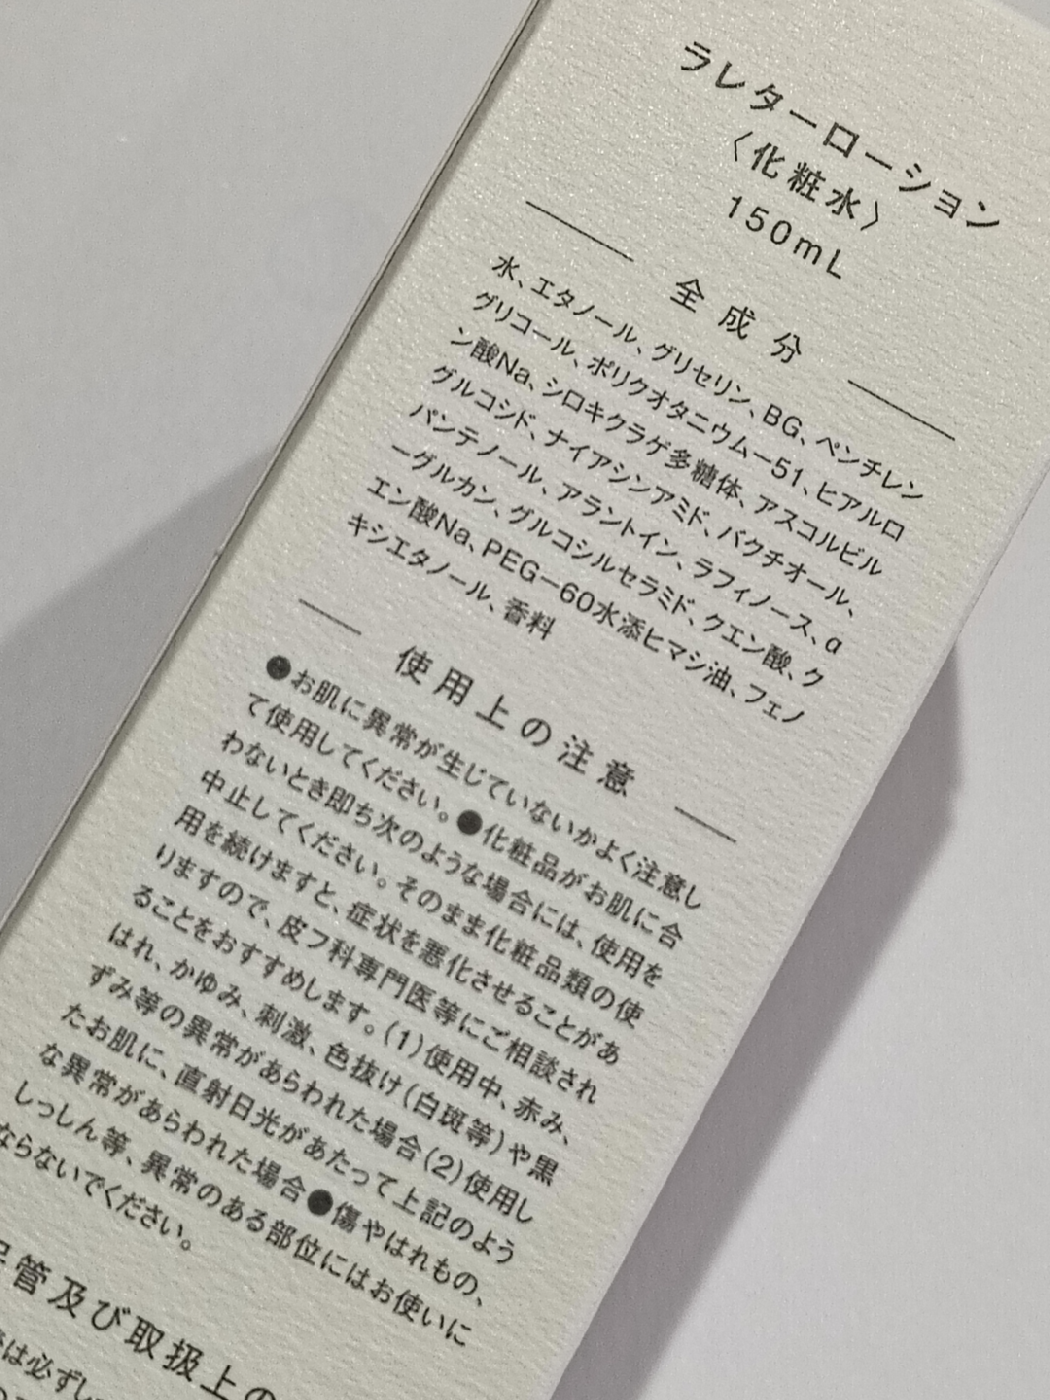 ラレターローション
〈化粧水〉
150mL
全成分
水、エタノール、グリセリン、BG、ペンチレン
グリコール、ポリクオタニウム-51、ヒアルロ
ン酸Na、シロキクラゲ多糖体、アスコルビル
グルコシド、ナイアシンアミド、バクチオール、
パンテノール、アラントイン、ラフィノース、α
-グルカン、グルコシルセラミド、クエン酸、ク
エン酸Na、PEG-60水添ヒマシ油、フェノ
キシエタノール、香料
使用上の注意
●お肌に異常が生じていないかよく注意し
て使用してください。●化粧品がお肌に合
わないとき即ち次のような場合には、使用を
中止してください。そのまま化粧品類の使
用を続けますと、症状を悪化させることがあ
りますので、皮フ科専門医等にご相談され
ることをおすすめします。(1)使用中、赤み、
はれ、かゆみ、刺激、色抜け(白斑等)や黒
ずみ等の異常があらわれた場合(2)使用し
たお肌に、直射日光があたって上記のよう
な異常があらわれた場合●傷やはれもの、
しっしん等、異常のある部位にはお使いに
ならないでください。
管及び取扱上の
は必ずし